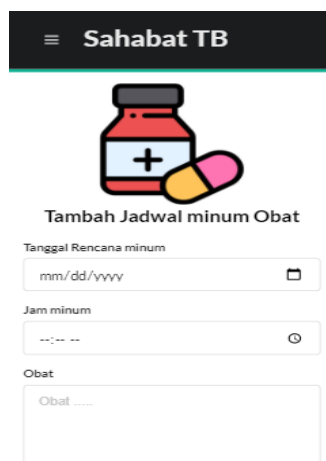 Sahabat TB
Tambah Jadwal minum Obat
Tanggal Rencana minum
mm/dd/yyyy
Jam minum
--:-- --
Obat
Obat .....